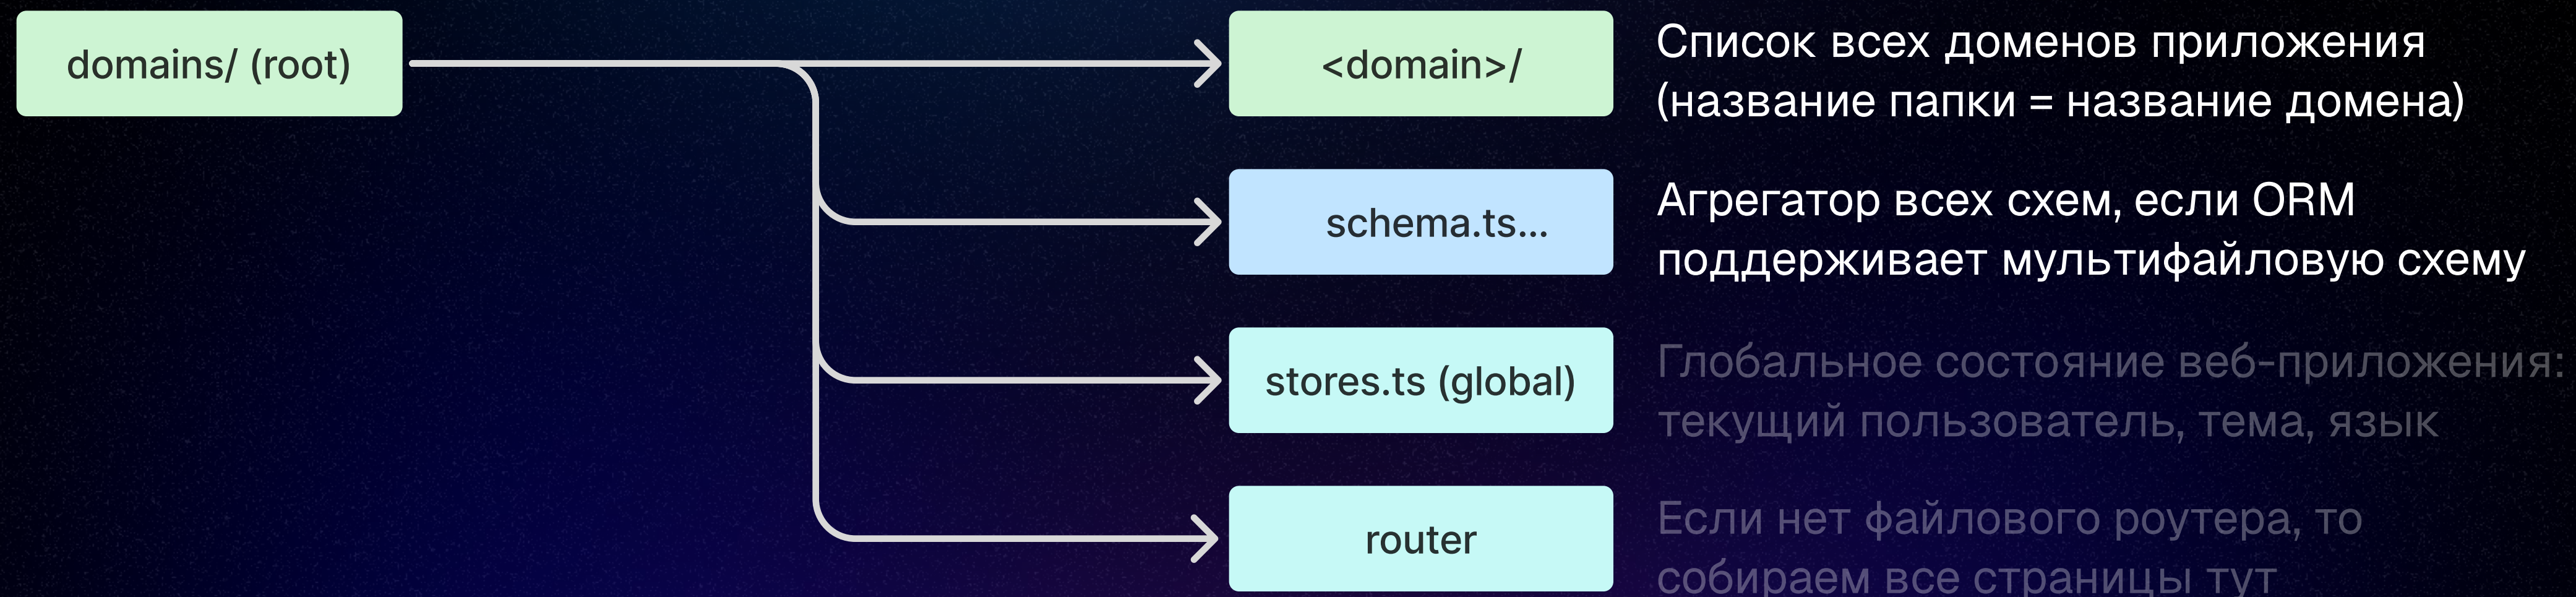 domains/ (root)
<domain>/
Список всех доменов приложения
(название папки = название домена)
schema.ts...
Агрегатор всех схем, если ORM
поддерживает мультифайловую схему
stores.ts (global)
Глобальное состояние веб-приложения:
текущий пользователь, тема, язык
router
Если нет файлового роутера, то
собираем все страницы тут